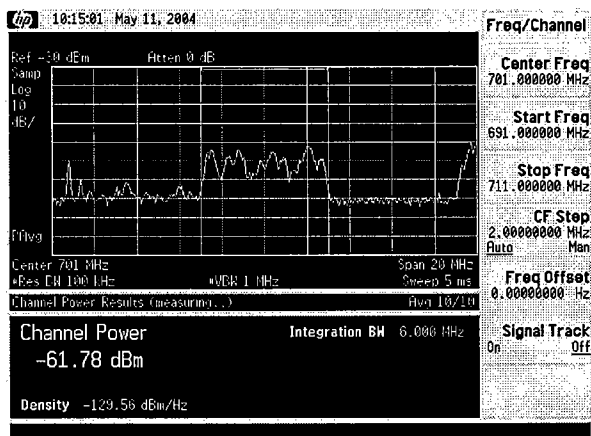 hp 10:15:01 May 11, 2004
Ref -30 dBm Atten 0 dB
Samp
Log
10
dB/
PAvg
Center 701 MHz Span 20 MHz
#Res BW 100 kHz #VBW 1 MHz Sweep 5 ms
Channel Power Results (measuring...) Avg 10/10
Channel Power
-61.78 dBm
Integration BW 6.000 MHz
Density -129.56 dBm/Hz
Freq/Channel
Center Freq
701.000000 MHz
Start Freq
691.000000 MHz
Stop Freq
711.000000 MHz
CF Step
2.00000000 MHz
Auto Man
Freq Offset
0.00000000 Hz
Signal Track
On Off